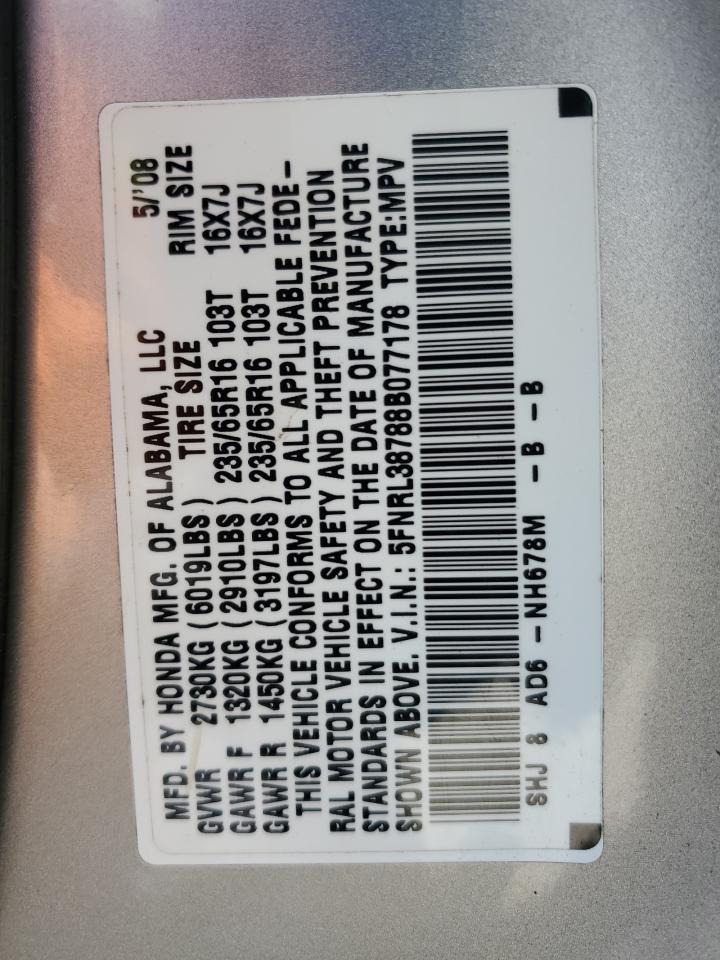 MFD. BY HONDA MFG. OF ALABAMA, LLC 5/'08
GVWR 2730KG ( 6019LBS ) TIRE SIZE RIM SIZE
GAWR F 1320KG ( 2910LBS ) 235/65R16 103T 16X7J
GAWR R 1450KG ( 3197LBS ) 235/65R16 103T 16X7J
THIS VEHICLE CONFORMS TO ALL APPLICABLE FEDE-
RAL MOTOR VEHICLE SAFETY AND THEFT PREVENTION
STANDARDS IN EFFECT ON THE DATE OF MANUFACTURE
SHOWN ABOVE. V.I.N.: 5FNRL38788B077178 TYPE:MPV
SHJ 8 AD6 -NH678M -B -B